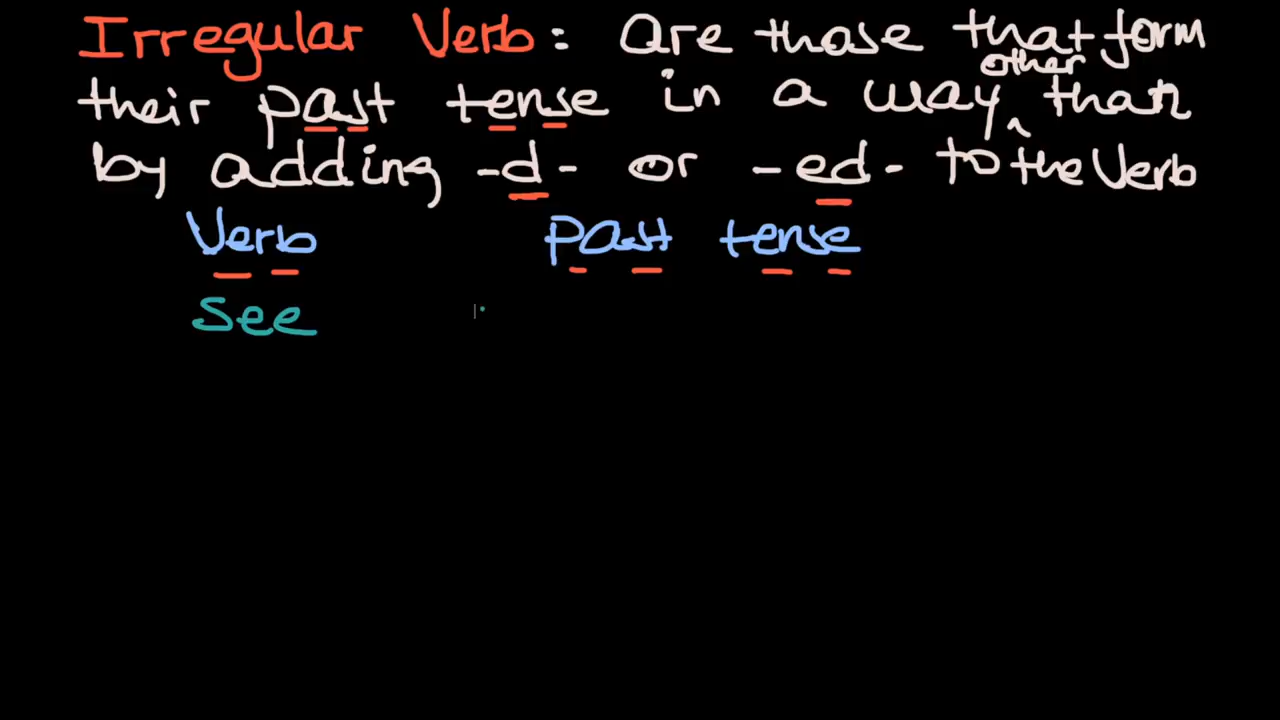 Irregular Verb: are those that form
their past tense in a way other than
by adding -d- or -ed- to the Verb
Verb past tense
See